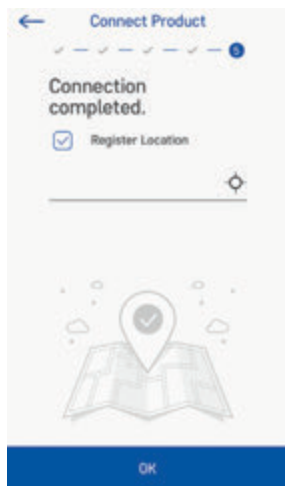 Connect Product
5
Connection
completed.
Register Location
OK